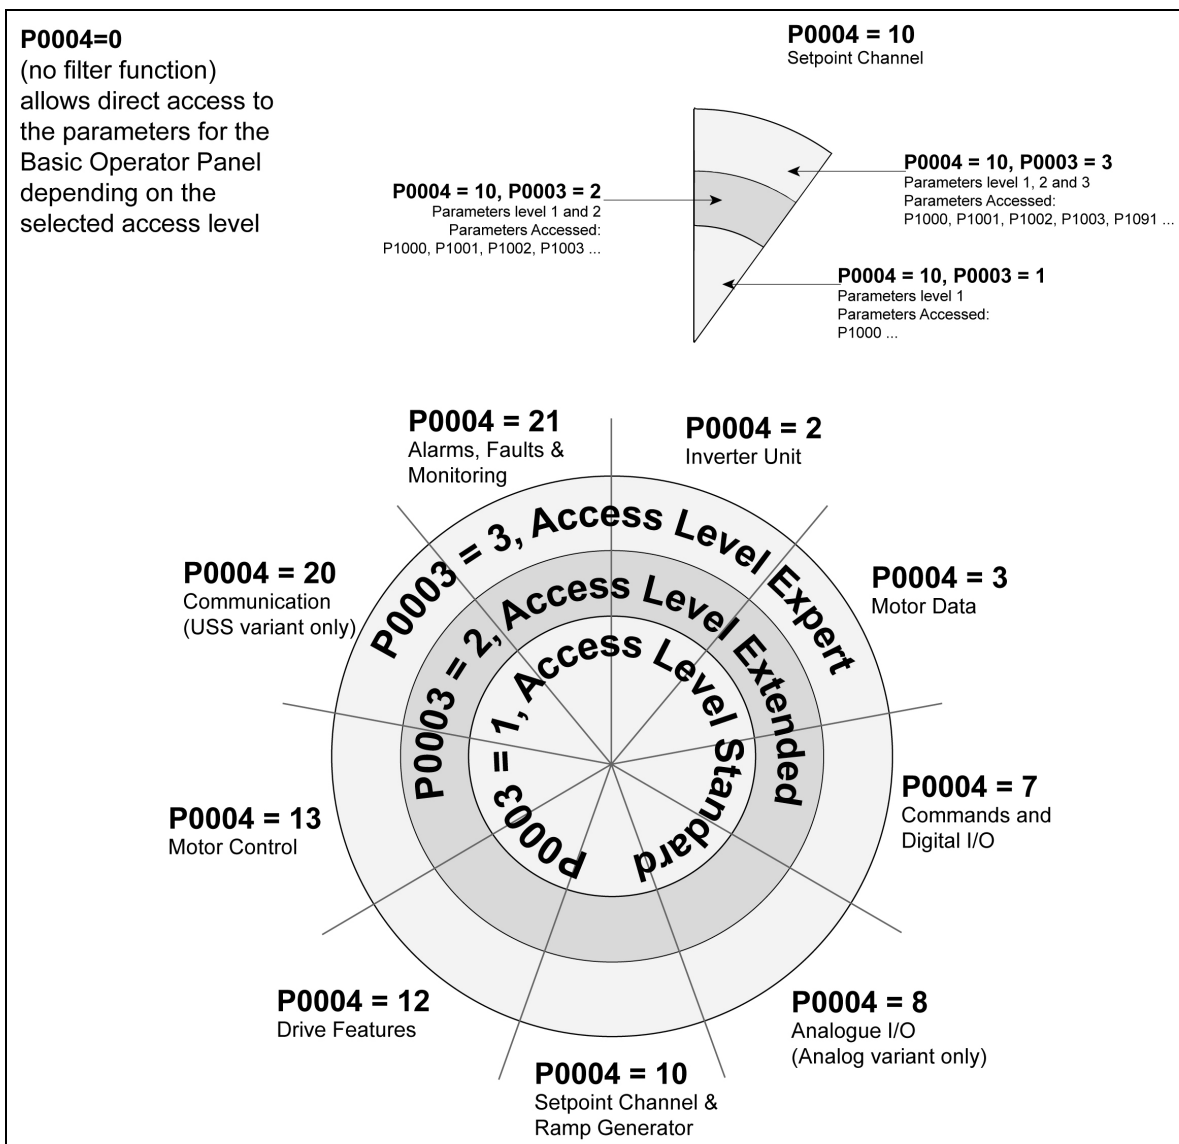 P0004=0
(no filter function)
allows direct access to
the parameters for the
Basic Operator Panel
depending on the
selected access level
P0004 = 10
Setpoint Channel
P0004 = 10, P0003 = 2
Parameters level 1 and 2
Parameters Accessed:
P1000, P1001, P1002, P1003 ...
P0004 = 10, P0003 = 3
Parameters level 1, 2 and 3
Parameters Accessed:
P1000, P1001, P1002, P1003, P1091 ...
P0004 = 10, P0003 = 1
Parameters level 1
Parameters Accessed:
P1000 ...
P0004 = 21
Alarms, Faults &
Monitoring
P0004 = 2
Inverter Unit
P0004 = 20
Communication
(USS variant only)
P0004 = 3
Motor Data
P0003 = 3, Access Level Expert
P0003 = 2, Access Level Extended
P0003 = 1, Access Level Standard
P0004 = 13
Motor Control
P0004 = 7
Commands and
Digital I/O
P0004 = 12
Drive Features
P0004 = 8
Analogue I/O
(Analog variant only)
P0004 = 10
Setpoint Channel &
Ramp Generator